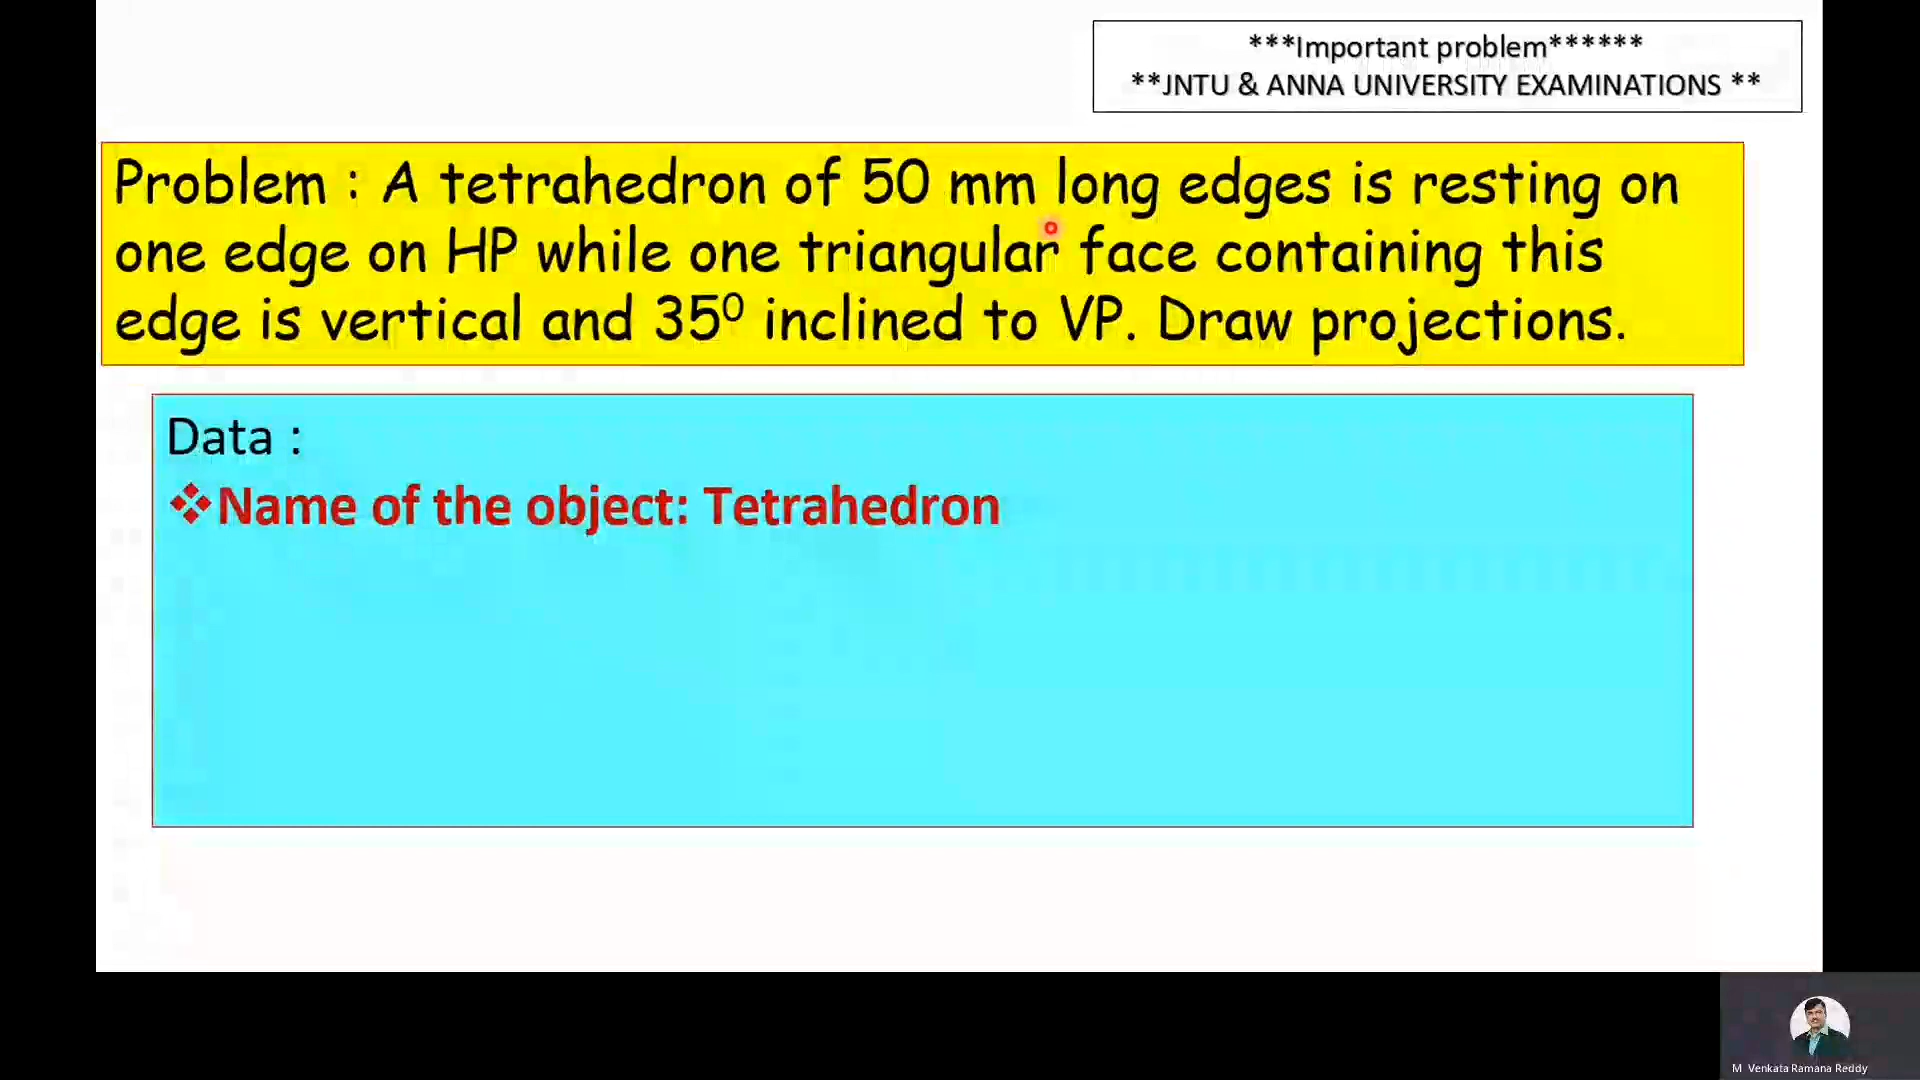 ***Important problem******
**JNTU & ANNA UNIVERSITY EXAMINATIONS **
Problem : A tetrahedron of 50 mm long edges is resting on
one edge on HP while one triangular face containing this
edge is vertical and 35⁰ inclined to VP. Draw projections.
Data :
❖Name of the object: Tetrahedron
M Venkata Ramana Reddy